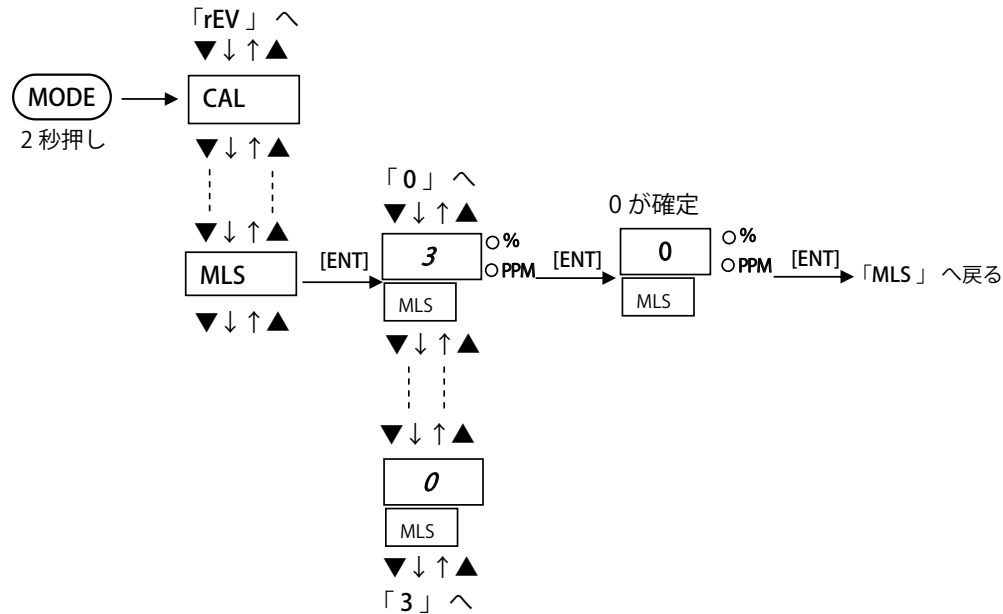 「rEV 」 へ
▼↓↑▲
MODE
2 秒押し
CAL
▼↓↑▲
▼↓↑▲
MLS
▼↓↑▲
[ENT]
「 0 」 へ
▼↓↑▲
3
○%
○PPM
MLS
▼↓↑▲
▼↓↑▲
0
MLS
▼↓↑▲
「 3 」 へ
[ENT]
0 が確定
0
○%
○PPM
MLS
[ENT]
「MLS 」 へ戻る